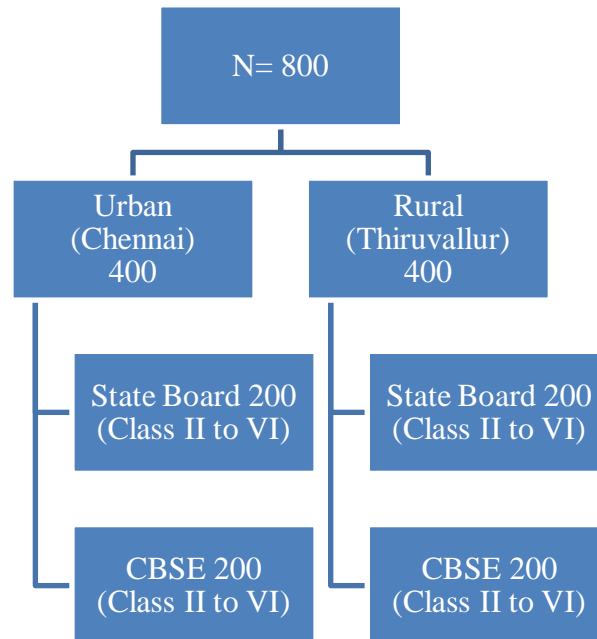 N= 800
Urban
(Chennai)
400
Rural
(Thiruvallur)
400
State Board 200
(Class II to VI)
State Board 200
(Class II to VI)
CBSE 200
(Class II to VI)
CBSE 200
(Class II to VI)